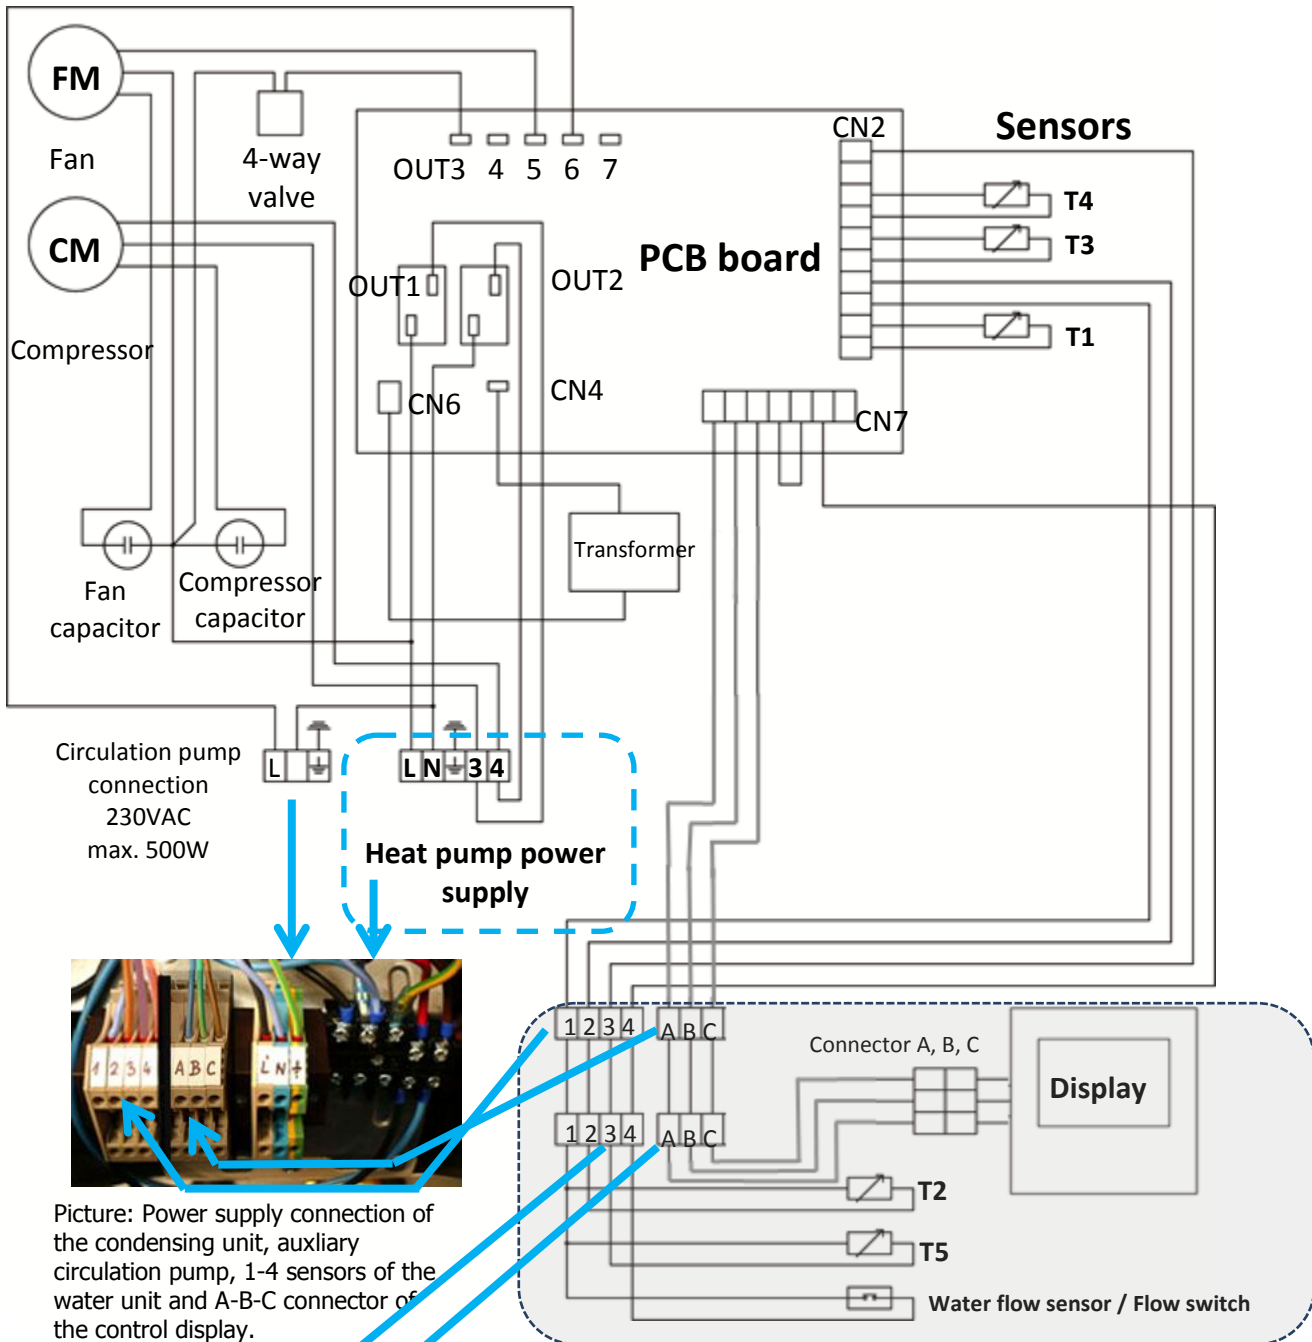 FM
Fan
4-way
valve
CM
Compressor
OUT3 4 5 6 7
CN2
Sensors
T4
T3
T1
PCB board
OUT1
OUT2
CN6
CN4
CN7
Transformer
Fan
capacitor
Compressor
capacitor
Circulation pump
connection
230VAC
max. 500W
L
L N 3 4
Heat pump power
supply
1 2 3 4
A B C
L N
1 2 3 4
A B C
Connector A, B, C
Display
1 2 3 4
A B C
T2
T5
Water flow sensor / Flow switch
Picture: Power supply connection of
the condensing unit, auxliary
circulation pump, 1-4 sensors of the
water unit and A-B-C connector of
the control display.